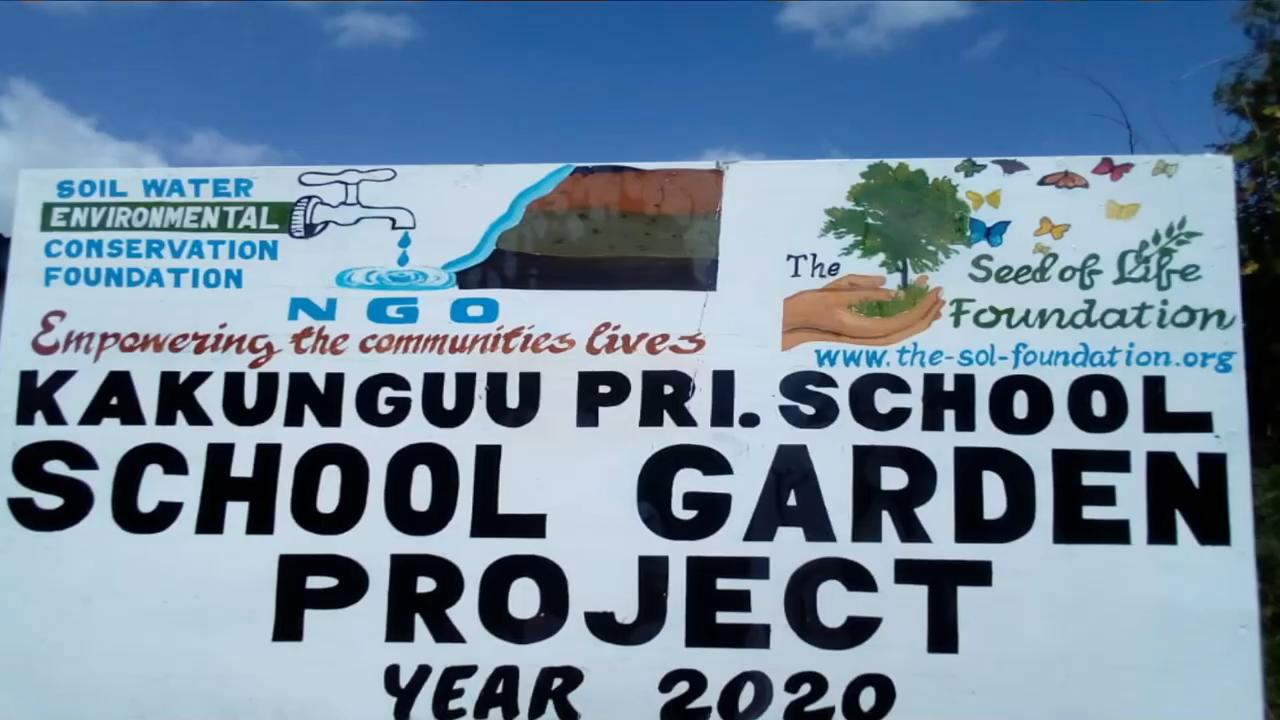 SOIL WATER
ENVIRONMENTAL
CONSERVATION
FOUNDATION
NGO
Empowering the communities lives
The Seed of Life
Foundation
www.the-sol-foundation.org
KAKUNGUU PRI. SCHOOL
SCHOOL GARDEN
PROJECT
YEAR 2020